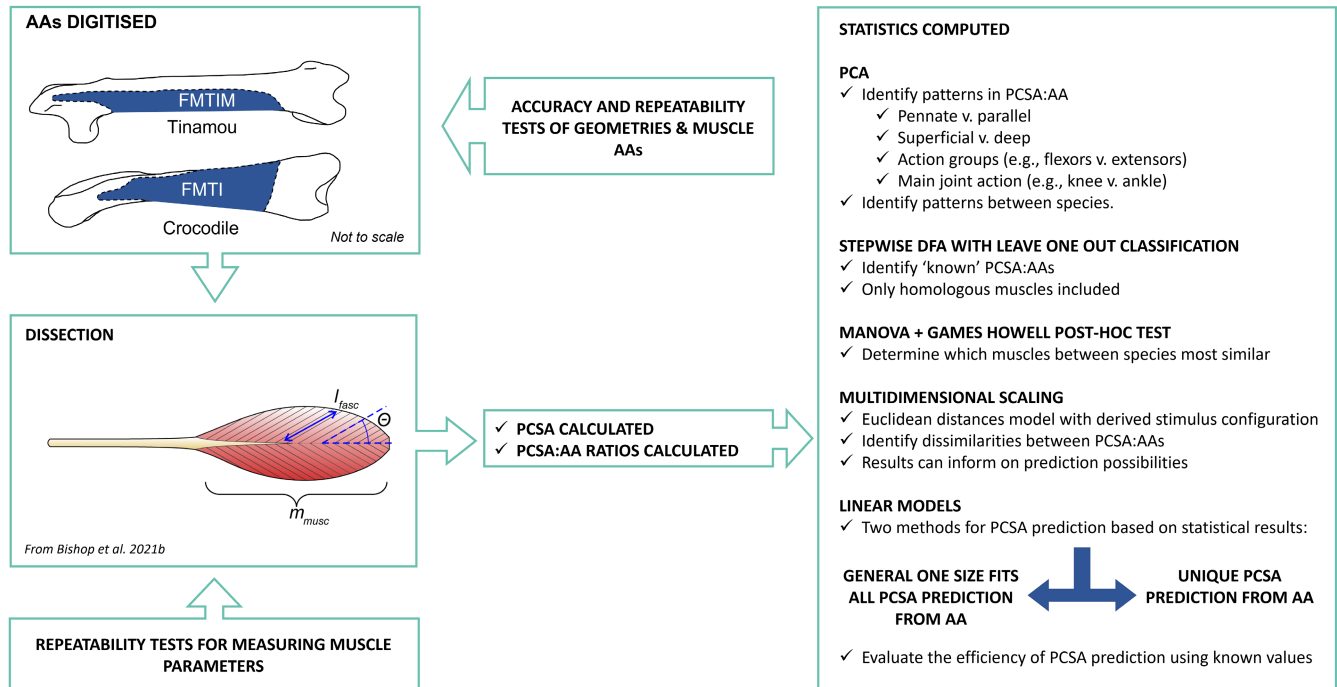 AAs DIGITISED
FMTIM
Tinamou
FMTI
Crocodile
Not to scale
ACCURACY AND REPEATABILITY
TESTS OF GEOMETRIES & MUSCLE
AAs
DISSECTION
l fasc
Θ
m musc
From Bishop et al. 2021b
REPEATABILITY TESTS FOR MEASURING MUSCLE
PARAMETERS
✓ PCSA CALCULATED
✓ PCSA:AA RATIOS CALCULATED
STATISTICS COMPUTED
PCA
✓ Identify patterns in PCSA:AA
✓ Pennate v. parallel
✓ Superficial v. deep
✓ Action groups (e.g., flexors v. extensors)
✓ Main joint action (e.g., knee v. ankle)
✓ Identify patterns between species.
STEPWISE DFA WITH LEAVE ONE OUT CLASSIFICATION
✓ Identify ‘known’ PCSA:AAs
✓ Only homologous muscles included
MANOVA + GAMES HOWELL POST-HOC TEST
✓ Determine which muscles between species most similar
MULTIDIMENSIONAL SCALING
✓ Euclidean distances model with derived stimulus configuration
✓ Identify dissimilarities between PCSA:AAs
✓ Results can inform on prediction possibilities
LINEAR MODELS
✓ Two methods for PCSA prediction based on statistical results:
GENERAL ONE SIZE FITS
ALL PCSA PREDICTION
FROM AA
UNIQUE PCSA
PREDICTION FROM AA
✓ Evaluate the efficiency of PCSA prediction using known values